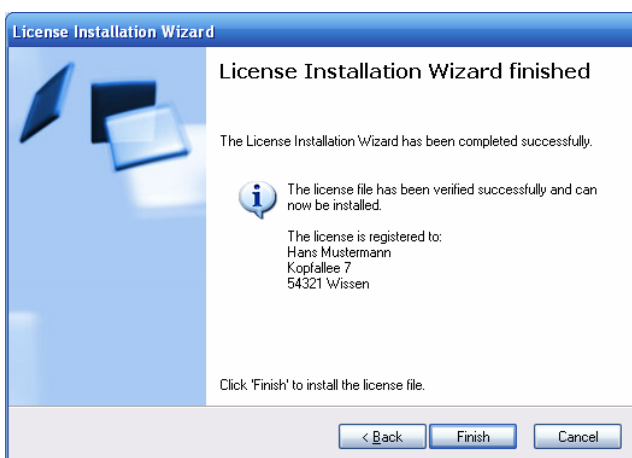 License Installation Wizard
License Installation Wizard finished
The License Installation Wizard has been completed successfully.
The license file has been verified successfully and can
now be installed.
The license is registered to:
Hans Mustermann
Kopfallee 7
54321 Wissen
Click 'Finish' to install the license file.
< Back
Finish
Cancel